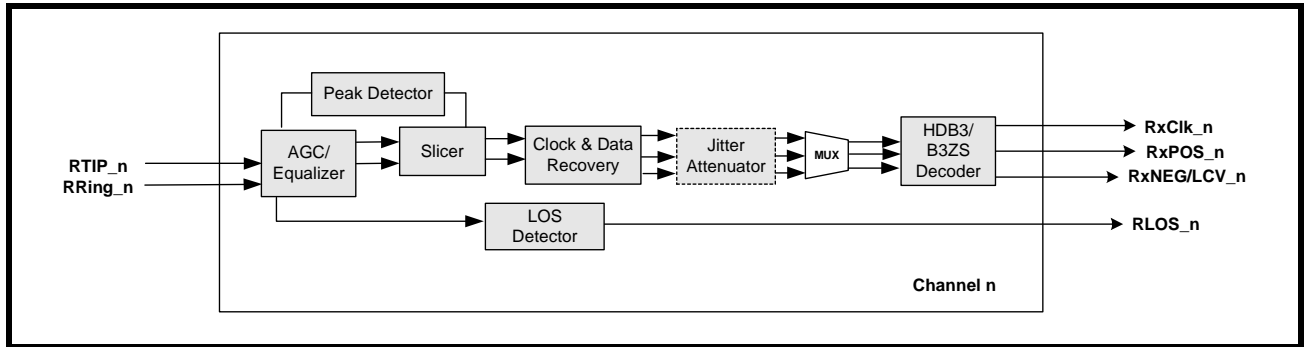 Peak Detector
RTIP_n
RRing_n
AGC/
Equalizer
Slicer
Clock & Data
Recovery
Jitter
Attenuator
MUX
HDB3/
B3ZS
Decoder
RxClk_n
RxPOS_n
RxNEG/LCV_n
LOS
Detector
RLOS_n
Channel n